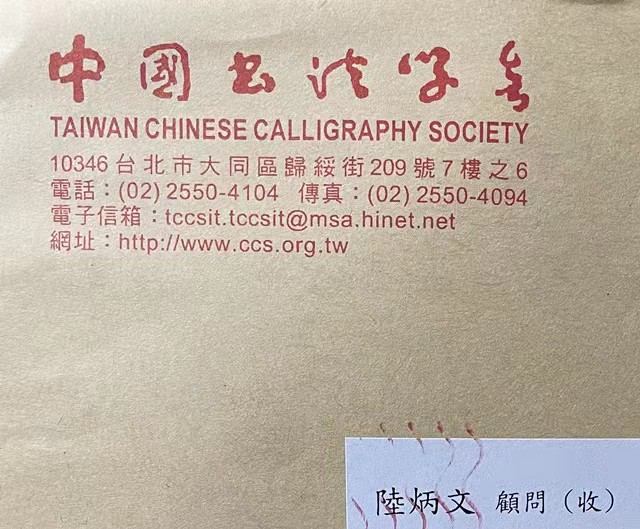 中國書法學會
TAIWAN CHINESE CALLIGRAPHY SOCIETY
10346 台北市大同區歸綏街 209 號 7 樓之 6
電話：(02) 2550-4104 傳真：(02) 2550-4094
電子信箱：tccsit.tccsit@msa.hinet.net
網址：http://www.ccs.org.tw
陸炳文 顧問（收）